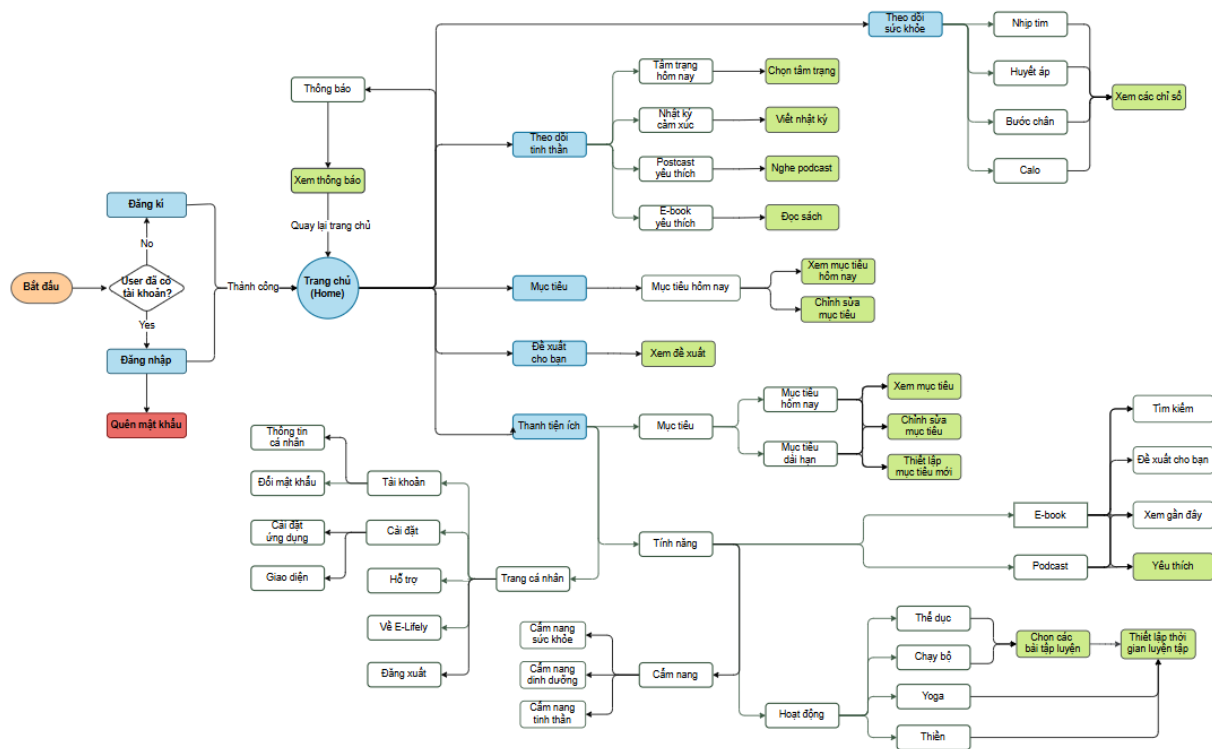 Theo dõi
sức khỏe
Nhịp tim
Huyết áp
Bước chân
Calo
Xem các chỉ số
Thông báo
Xem thông báo
Quay lại trang chủ
Tâm trạng
hôm nay
Chọn tâm trạng
Nhật ký
cảm xúc
Viết nhật ký
Theo dõi
tinh thần
Postcast
yêu thích
Nghe podcast
E-book
yêu thích
Đọc sách
Đăng kí
No
Bắt đầu
User đã có
tài khoản?
Yes
Đăng nhập
Quên mật khẩu
Thành công
Trang chủ
(Home)
Mục tiêu
Mục tiêu hôm nay
Xem mục tiêu
hôm nay
Chỉnh sửa
mục tiêu
Đề xuất
cho bạn
Xem đề xuất
Thanh tiện ích
Mục tiêu
Mục tiêu
hôm nay
Mục tiêu
dài hạn
Xem mục tiêu
Chỉnh sửa
mục tiêu
Thiết lập
mục tiêu mới
Thông tin
cá nhân
Đổi mật khẩu
Tài khoản
Cài đặt
ứng dụng
Cài đặt
Giao diện
Hỗ trợ
Về E-Lifely
Đăng xuất
Trang cá nhân
Tính năng
E-book
Podcast
Tìm kiếm
Đề xuất cho bạn
Xem gần đây
Yêu thích
Cẩm nang
sức khỏe
Cẩm nang
dinh dưỡng
Cẩm nang
tinh thần
Cẩm nang
Hoạt động
Thể dục
Chạy bộ
Yoga
Thiền
Chọn các
bài tập luyện
Thiết lập thời
gian luyện tập